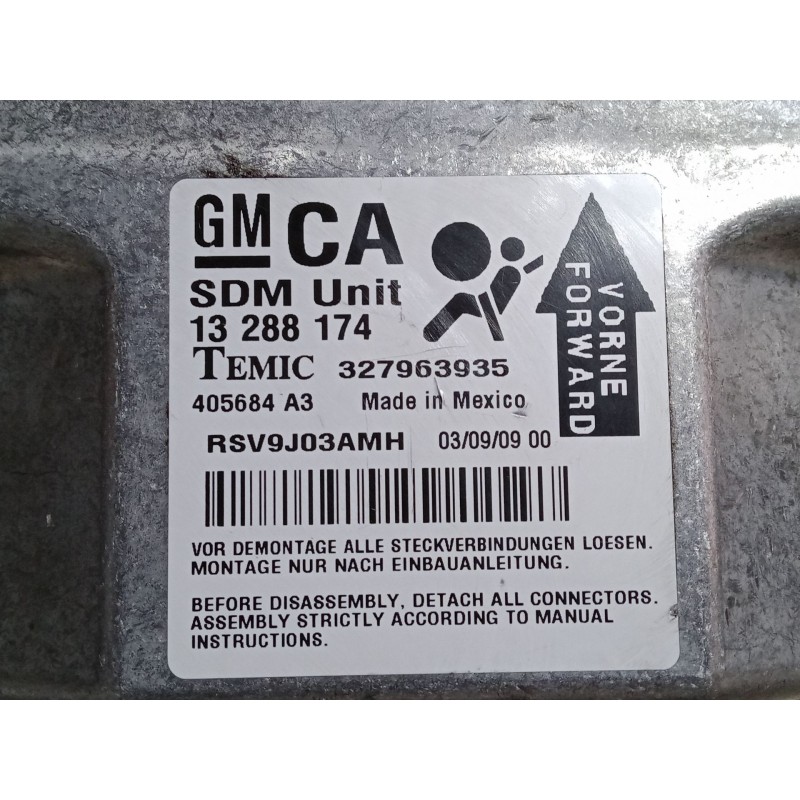 GM CA
SDM Unit
13 288 174
TEMIC 327963935
405684 A3 Made in Mexico
VORNE
FORWARD
RSV9J03AMH 03/09/09 00
VOR DEMONTAGE ALLE STECKVERBINDUNGEN LOESEN.
MONTAGE NUR NACH EINBAUANLEITUNG.
BEFORE DISASSEMBLY, DETACH ALL CONNECTORS.
ASSEMBLY STRICTLY ACCORDING TO MANUAL
INSTRUCTIONS.